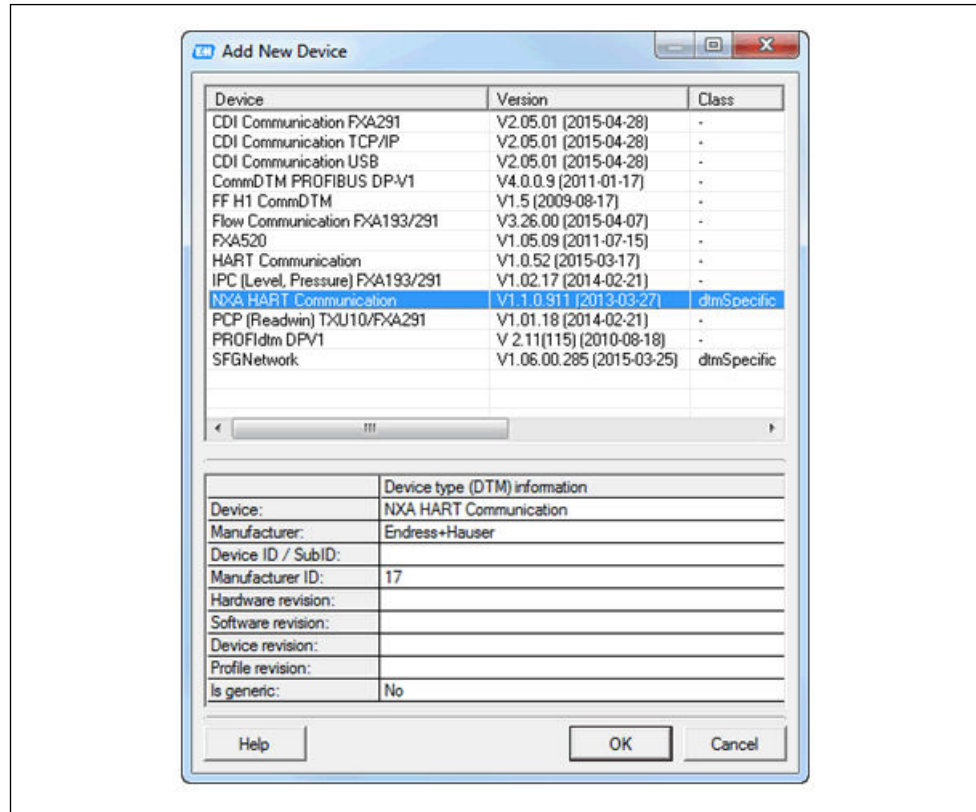 Add New Device
Device Version Class
CDI Communication FXA291 V2.05.01 (2015-04-28) -
CDI Communication TCP/IP V2.05.01 (2015-04-28) -
CDI Communication USB V2.05.01 (2015-04-28) -
CommDTM PROFIBUS DP-V1 V4.0.0.9 (2011-01-17) -
FF H1 CommDTM V1.5 (2009-08-17) -
Flow Communication FXA193/291 V3.26.00 (2015-04-07) -
FXA520 V1.05.09 (2011-07-15) -
HART Communication V1.0.52 (2015-03-17) -
IPC (Level, Pressure) FXA193/291 V1.02.17 (2014-02-21) -
NXA HART Communication V1.1.0.911 (2013-03-27) dtmSpecific
PCP (Readwin) TXU10/FXA291 V1.01.18 (2014-02-21) -
PROFIdtm DPV1 V 2.11(115) (2010-08-18) -
SFGNetwork V1.06.00.285 (2015-03-25) dtmSpecific
Device type (DTM) information
Device: NXA HART Communication
Manufacturer: Endress+Hauser
Device ID / SubID:
Manufacturer ID: 17
Hardware revision:
Software revision:
Device revision:
Profile revision:
Is generic: No
Help OK Cancel